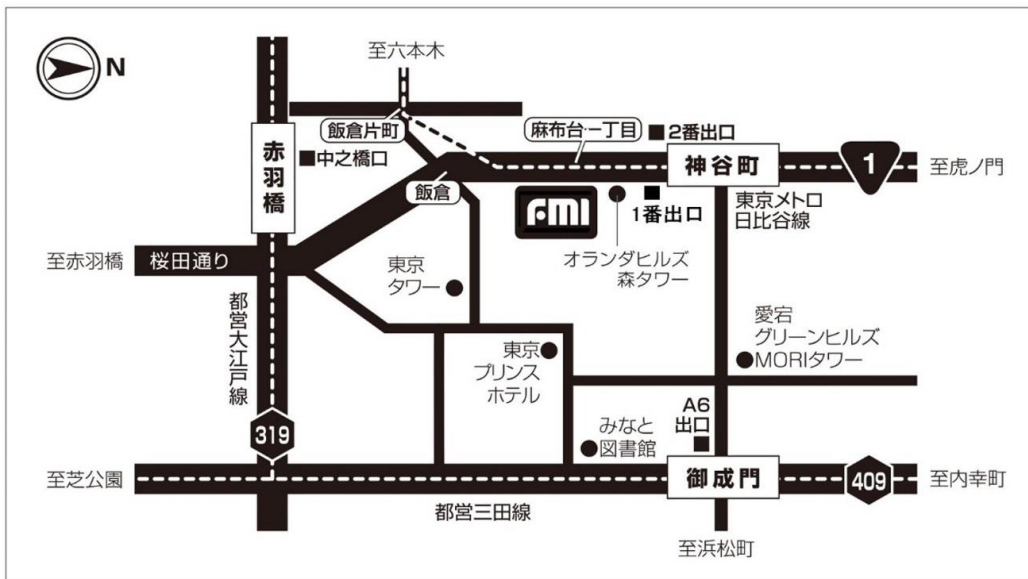 N
至六本木
飯倉片町
麻布台一丁目
2番出口
赤羽橋
中之橋口
神谷町
1
至虎ノ門
飯倉
FMI
1番出口
東京メトロ
日比谷線
至赤羽橋
桜田通り
東京
タワー
オランダヒルズ
森タワー
都営大江戸線
愛宕
グリーンヒルズ
MORIタワー
東京
プリンス
ホテル
A6
出口
319
みなと
図書館
至芝公園
御成門
409
至内幸町
都営三田線
至浜松町